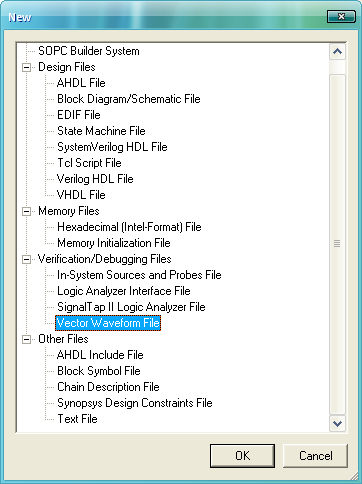 New
SOPC Builder System
Design Files
AHDL File
Block Diagram/Schematic File
EDIF File
State Machine File
SystemVerilog HDL File
Tcl Script File
Verilog HDL File
VHDL File
Memory Files
Hexadecimal (Intel-Format) File
Memory Initialization File
Verification/Debugging Files
In-System Sources and Probes File
Logic Analyzer Interface File
SignalTap II Logic Analyzer File
Vector Waveform File
Other Files
AHDL Include File
Block Symbol File
Chain Description File
Synopsys Design Constraints File
Text File
OK Cancel